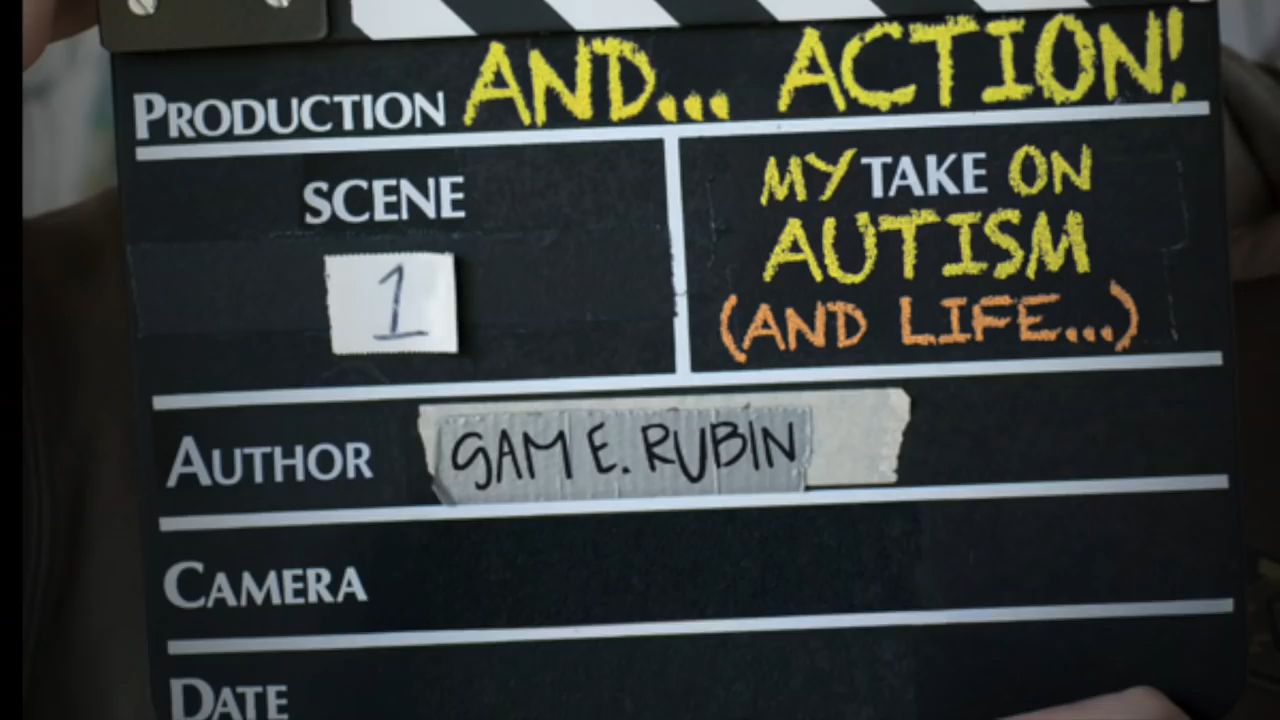 PRODUCTION AND... ACTION!
SCENE
1
MY TAKE ON
AUTISM
(AND LIFE...)
AUTHOR GAM E. RUBIN
CAMERA
DATE